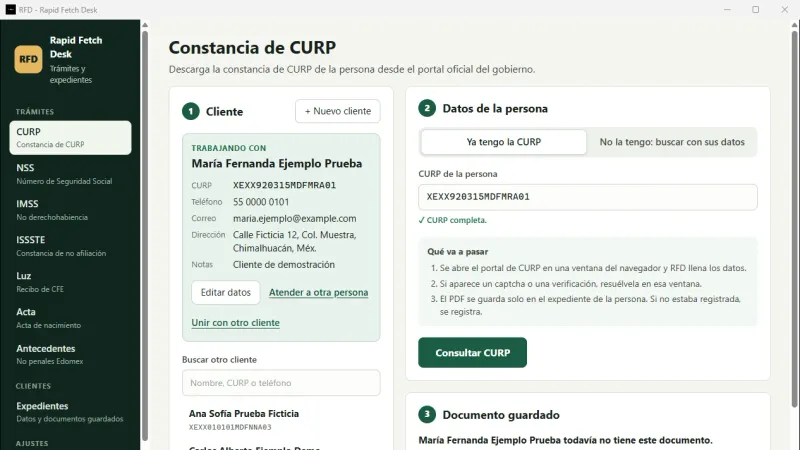 RFD - Rapid Fetch Desk
RFD
Rapid Fetch
Desk
Trámites y
expedientes
TRÁMITES
CURP
Constancia de CURP
NSS
Número de Seguridad Social
IMSS
No derechohabiencia
ISSSTE
Constancia de no afiliación
Luz
Recibo de CFE
Acta
Acta de nacimiento
Antecedentes
No penales Edomex
CLIENTES
Expedientes
Datos y documentos guardados
AJUSTES
Constancia de CURP
Descarga la constancia de CURP de la persona desde el portal oficial del gobierno.
1 Cliente
+ Nuevo cliente
TRABAJANDO CON
María Fernanda Ejemplo Prueba
CURP XEXX920315MDFMRA01
Teléfono 55 0000 0101
Correo maria.ejemplo@example.com
Dirección Calle Ficticia 12, Col. Muestra,
Chimalhuacán, Méx.
Notas Cliente de demostración
Editar datos Atender a otra persona
Unir con otro cliente
Buscar otro cliente
Nombre, CURP o teléfono
Ana Sofía Prueba Ficticia
XEXX010101MDFNNA03
Carlos Alberto Ejemplo Demo
2 Datos de la persona
Ya tengo la CURP No la tengo: buscar con sus datos
CURP de la persona
XEXX920315MDFMRA01
✓ CURP completa.
Qué va a pasar
1. Se abre el portal de CURP en una ventana del navegador y RFD llena los datos.
2. Si aparece un captcha o una verificación, resuélvela en esa ventana.
3. El PDF se guarda solo en el expediente de la persona. Si no estaba registrada,
se registra.
Consultar CURP
3 Documento guardado
María Fernanda Ejemplo Prueba todavía no tiene este documento.